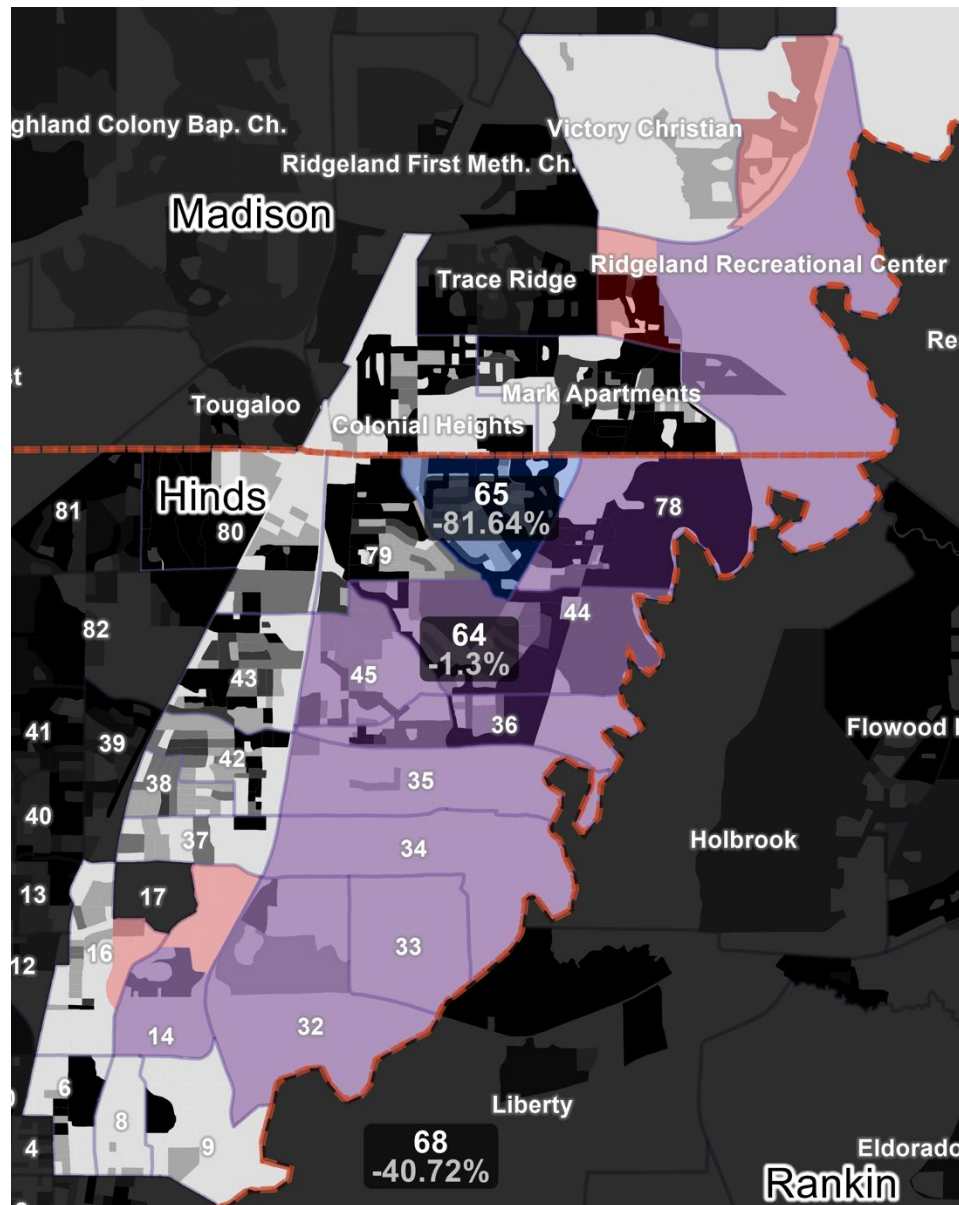 ghland Colony Bap. Ch.
Victory Christian
Ridgeland First Meth. Ch.
Madison
Ridgeland Recreational Center
Trace Ridge
Re
st
Mark Apartments
Tougaloo
Colonial Heights
Hinds
65
-81.64%
81
80
78
79
44
82
64
-1.3%
45
43
36
41
39
42
Flowood
38
35
40
37
34
Holbrook
13
17
16
33
12
32
14
6
Liberty
8
68
-40.72%
4
9
Eldorado
Rankin